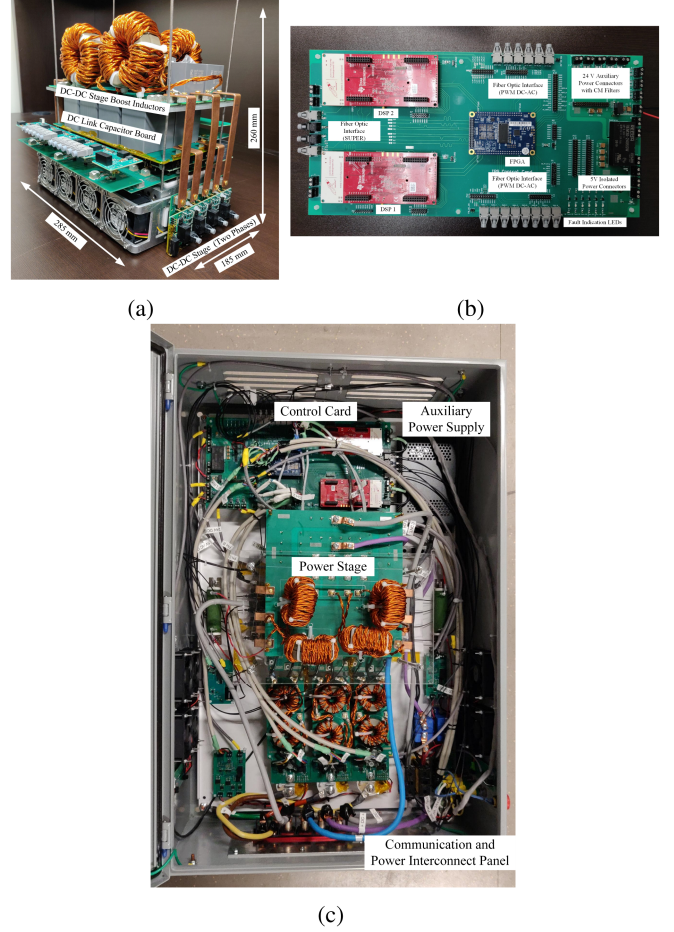 DC-DC Stage Boost Inductors
DC Link Capacitor Board
260 mm
285 mm
DC-DC Stage (Two Phases)
185 mm
(a)
DSP 2
Fiber Optic
Interface
(SUPER)
DSP 1
Fiber Optic Interface
(PWM DC-AC)
FPGA
Fiber Optic Interface
(PWM DC-AC)
24 V Auxiliary
Power Connectors
with CM Filters
5V Isolated
Power Connectors
Fault Indication LEDs
(b)
Control Card
Auxiliary
Power Supply
Power Stage
Communication and
Power Interconnect Panel
(c)